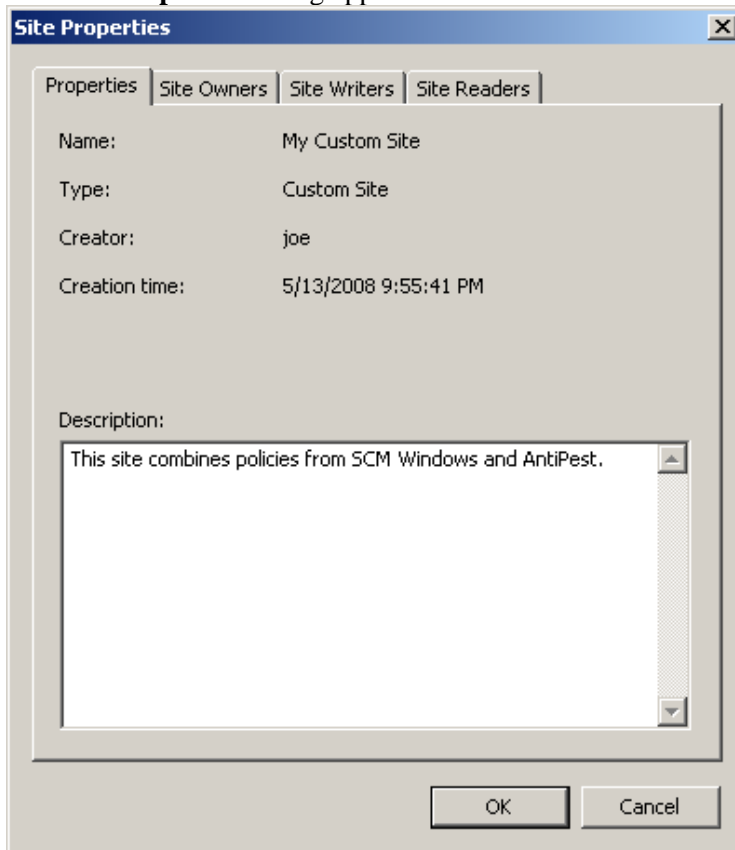 Site Properties
Properties Site Owners Site Writers Site Readers
Name: My Custom Site
Type: Custom Site
Creator: joe
Creation time: 5/13/2008 9:55:41 PM
Description:
This site combines policies from SCM Windows and AntiPest.
OK Cancel